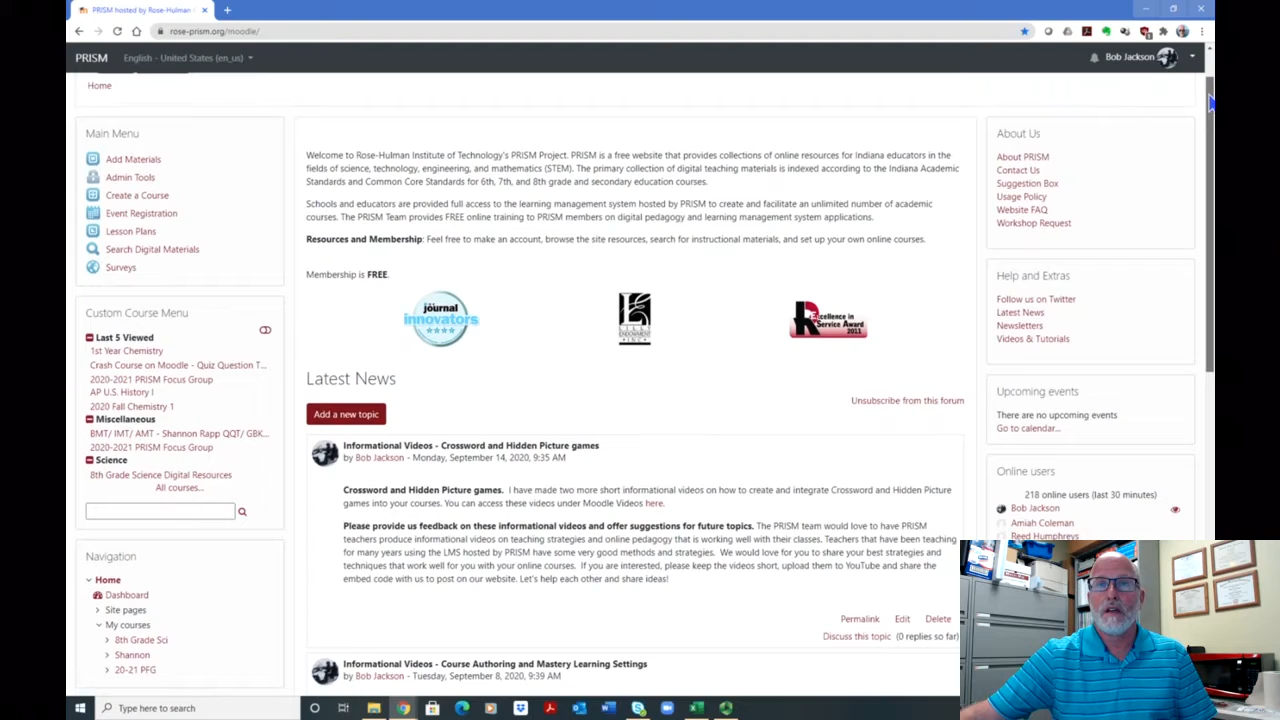 PRISM hosted by Rose-Hulman
rose-prism.org/moodle/
PRISM
English - United States (en_us)
Bob Jackson
Home
Main Menu
Add Materials
Admin Tools
Create a Course
Event Registration
Lesson Plans
Search Digital Materials
Surveys
Custom Course Menu
Last 5 Viewed
1st Year Chemistry
Crash Course on Moodle - Quiz Question T...
2020-2021 PRISM Focus Group
AP U.S. History I
2020 Fall Chemistry 1
Miscellaneous
BMT/ IMT/ AMT - Shannon Rapp QQT/ GBK...
2020-2021 PRISM Focus Group
Science
8th Grade Science Digital Resources
All courses...
Navigation
Home
Dashboard
Site pages
My courses
8th Grade Sci
Shannon
20-21 PFG
Welcome to Rose-Hulman Institute of Technology's PRISM Project. PRISM is a free website that provides collections of online resources for Indiana educators in the
fields of science, technology, engineering, and mathematics (STEM). The primary collection of digital teaching materials is indexed according to the Indiana Academic
Standards and Common Core Standards for 6th, 7th, and 8th grade and secondary education courses.
Schools and educators are provided full access to the learning management system hosted by PRISM to create and facilitate an unlimited number of academic
courses. The PRISM Team provides FREE online training to PRISM members on digital pedagogy and learning management system applications.
Resources and Membership: Feel free to make an account, browse the site resources, search for instructional materials, and set up your own online courses.
Membership is FREE.
journal
innovators
LILLY
ENDOWMENT
INC
Excellence in
Service Award
2011
Latest News
Unsubscribe from this forum
Add a new topic
Informational Videos - Crossword and Hidden Picture games
by Bob Jackson - Monday, September 14, 2020, 9:35 AM
Crossword and Hidden Picture games. I have made two more short informational videos on how to create and integrate Crossword and Hidden Picture
games into your courses. You can access these videos under Moodle Videos here.
Please provide us feedback on these informational videos and offer suggestions for future topics. The PRISM team would love to have PRISM
teachers produce informational videos on teaching strategies and online pedagogy that is working well with their classes. Teachers that have been teaching
for many years using the LMS hosted by PRISM have some very good methods and strategies. We would love for you to share your best strategies and
techniques that work well for you with your online courses. If you are interested, please keep the videos short, upload them to YouTube and share the
embed code with us to post on our website. Let's help each other and share ideas!
Permalink Edit Delete
Discuss this topic (0 replies so far)
Informational Videos - Course Authoring and Mastery Learning Settings
by Bob Jackson - Tuesday, September 8, 2020, 9:39 AM
About Us
About PRISM
Contact Us
Suggestion Box
Usage Policy
Website FAQ
Workshop Request
Help and Extras
Follow us on Twitter
Latest News
Newsletters
Videos & Tutorials
Upcoming events
There are no upcoming events
Go to calendar...
Online users
218 online users (last 30 minutes)
Bob Jackson
Amiah Coleman
Reed Humphreys
Type here to search